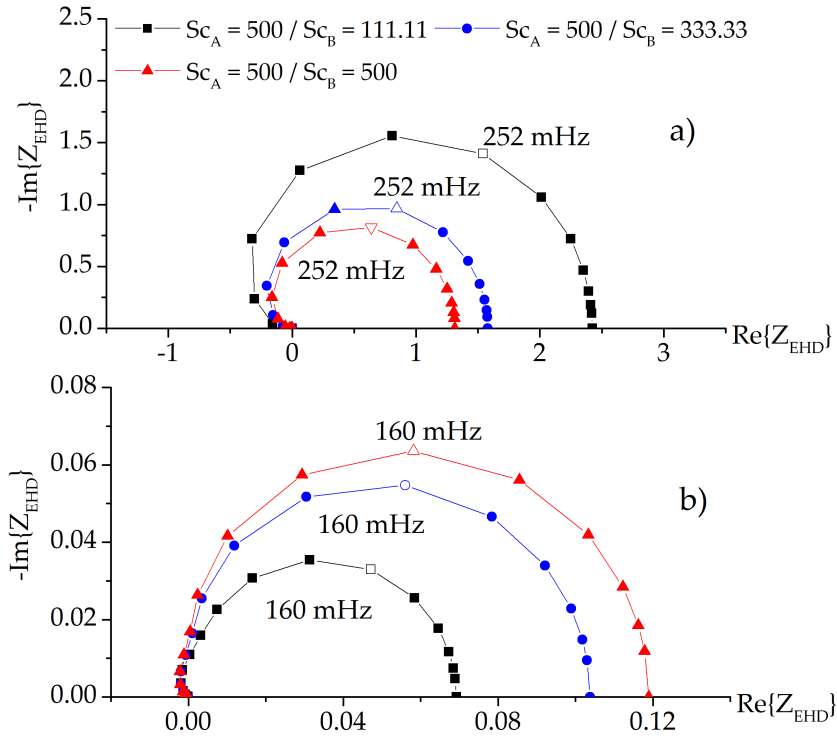 2.5
Sc_A = 500 / Sc_B = 111.11 Sc_A = 500 / Sc_B = 333.33
Sc_A = 500 / Sc_B = 500
2.0
a)
1.5
252 mHz
-Im{Z_EHD}
252 mHz
1.0
252 mHz
0.5
0.0
-1 0 1 2 3 Re{Z_EHD}
0.08
160 mHz
0.06
b)
-Im{Z_EHD}
160 mHz
0.04
160 mHz
0.02
0.00
0.00 0.04 0.08 0.12 Re{Z_EHD}